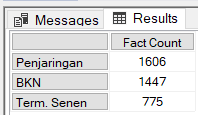 Messages Results
Fact Count
Penjaringan 1606
BKN 1447
Term. Senen 775